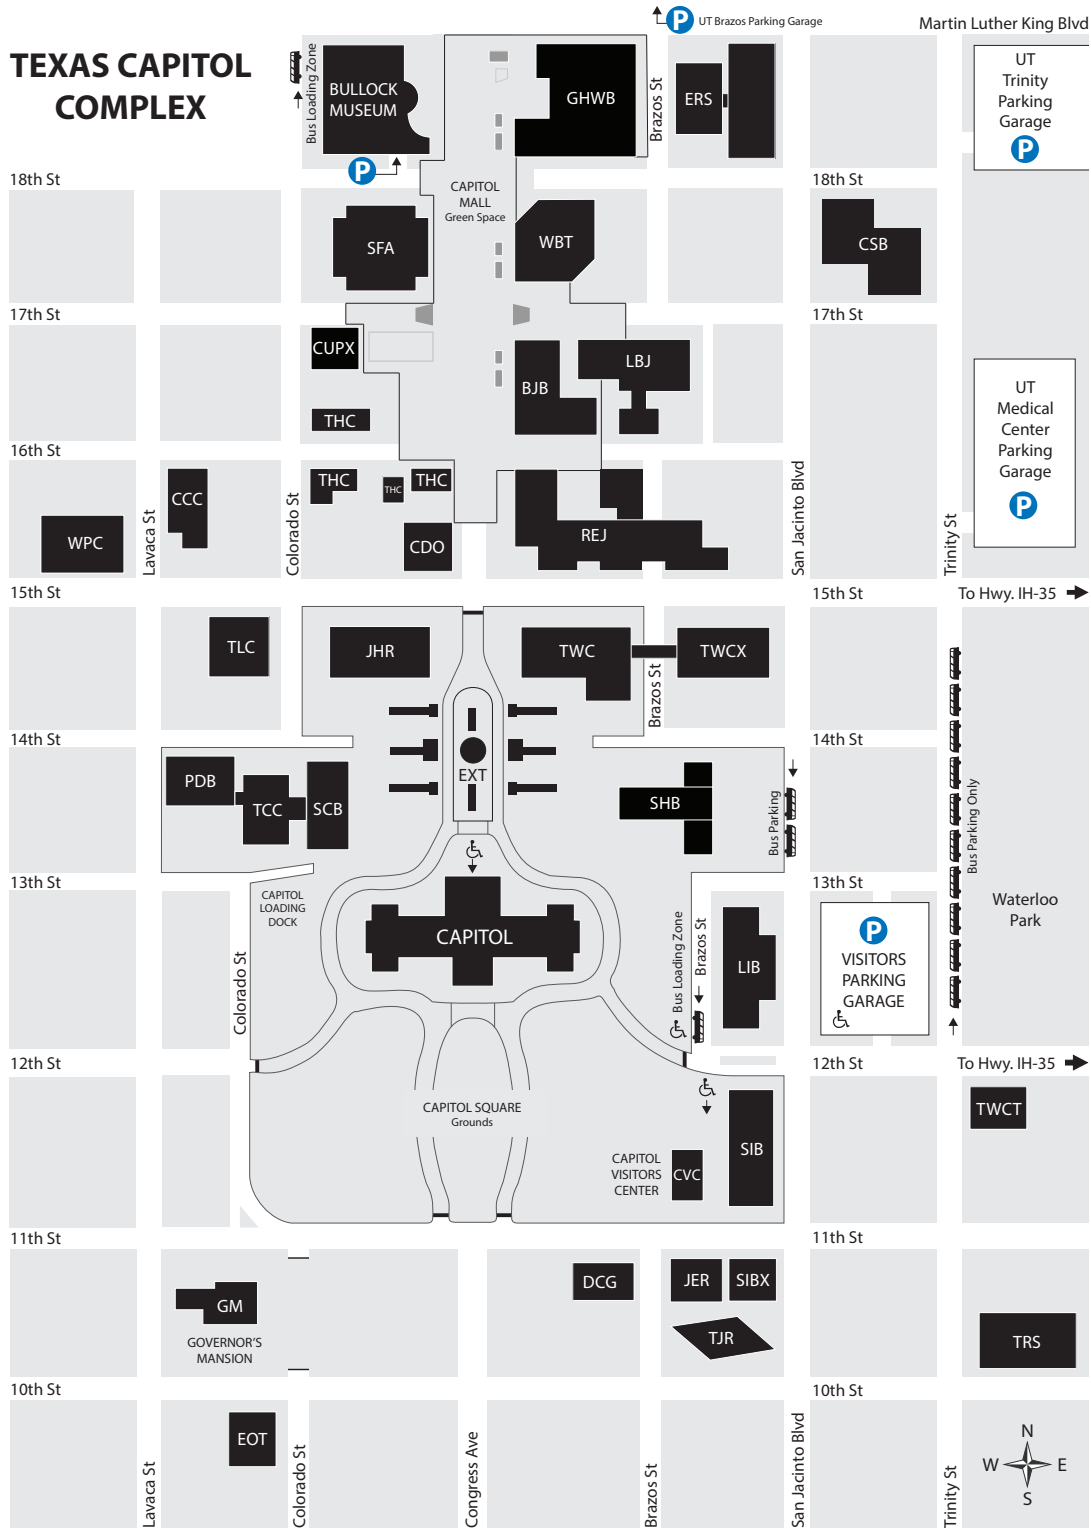 P UT Brazos Parking Garage
Martin Luther King Blvd
TEXAS CAPITOL
COMPLEX
Bus Loading Zone
BULLOCK
MUSEUM
GHWB
Brazos St
ERS
UT
Trinity
Parking
Garage
P
P
18th St
CAPITOL
MALL
Green Space
18th St
SFA
WBT
CSB
17th St
17th St
CUPX
BJB
LBJ
THC
UT
Medical
Center
Parking
Garage
P
16th St
CCC
THC
THC
THC
WPC
CDO
REJ
Lavaca St
Colorado St
San Jacinto Blvd
Trinity St
15th St
15th St
To Hwy. IH-35
TLC
JHR
TWC
TWCX
Brazos St
14th St
14th St
PDB
TCC
SCB
EXT
SHB
Bus Parking
Bus Parking Only
13th St
13th St
CAPITOL
LOADING
DOCK
CAPITOL
Colorado St
Bus Loading Zone
Brazos St
LIB
P
VISITORS
PARKING
GARAGE
Waterloo
Park
12th St
12th St
To Hwy. IH-35
CAPITOL SQUARE
Grounds
TWCT
SIB
CAPITOL
VISITORS
CENTER
CVC
11th St
11th St
GM
GOVERNOR'S
MANSION
DCG
JER
SIBX
TJR
TRS
10th St
10th St
EOT
Lavaca St
Colorado St
Congress Ave
Brazos St
San Jacinto Blvd
Trinity St
N
W E
S